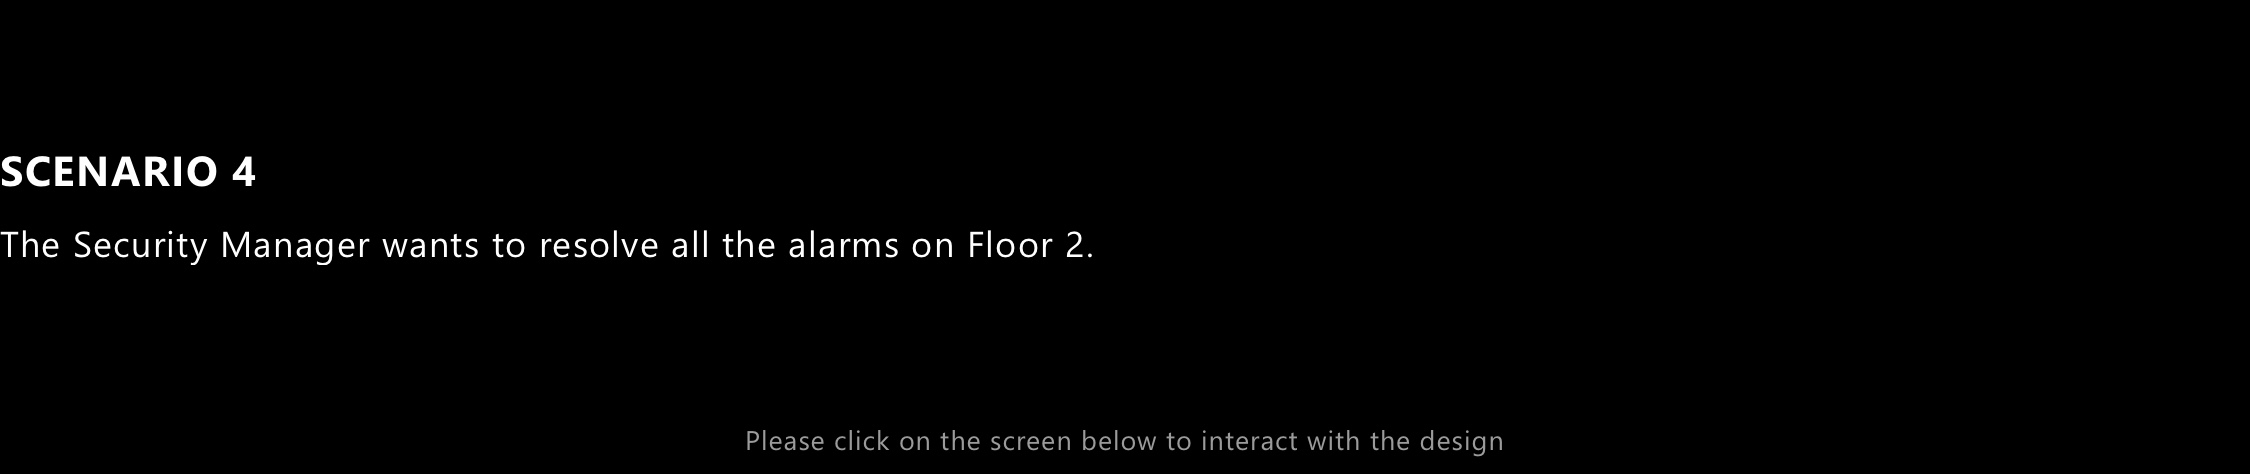 SCENARIO 4
The Security Manager wants to resolve all the alarms on Floor 2.
Please click on the screen below to interact with the design